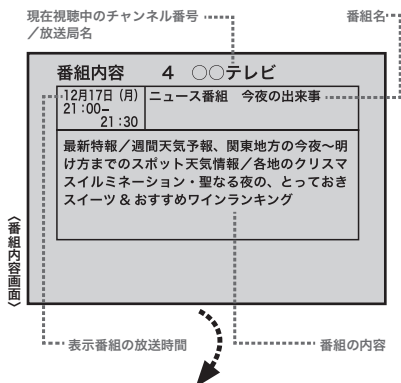 現在視聴中のチャンネル番号
／放送局名
番組名
番組内容 4 ○○テレビ
12月17日（月）
21：00−
21：30
ニュース番組 今夜の出来事
最新特報／週間天気予報、関東地方の今夜〜明
け方までのスポット天気情報／各地のクリスマ
スイルミネーション・聖なる夜の、とっておき
スイーツ & おすすめワインランキング
〈番組内容画面〉
表示番組の放送時間
番組の内容